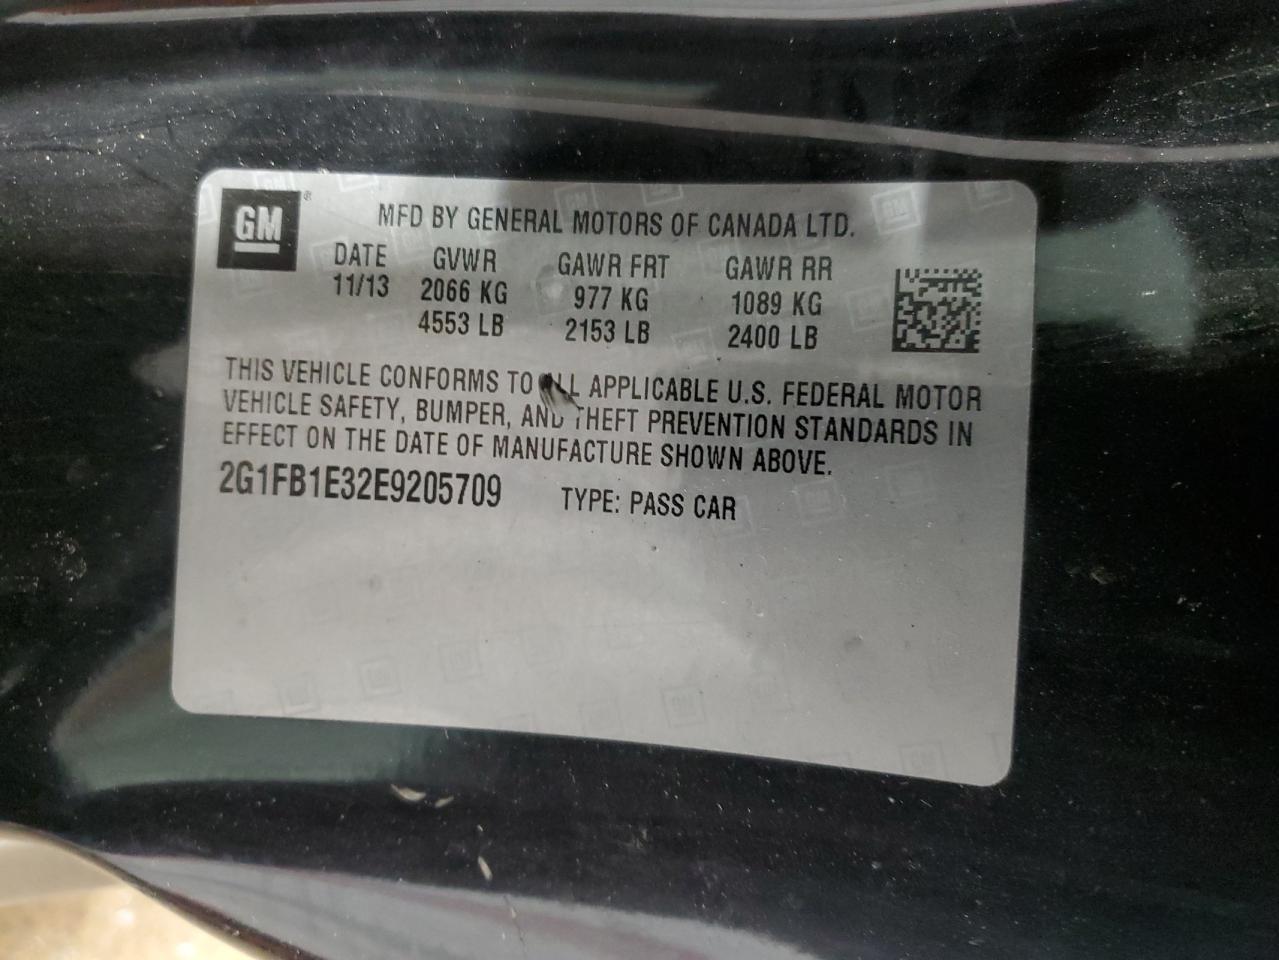 GM ®
MFD BY GENERAL MOTORS OF CANADA LTD.
DATE GVWR GAWR FRT GAWR RR
11/13 2066 KG 977 KG 1089 KG
4553 LB 2153 LB 2400 LB
THIS VEHICLE CONFORMS TO ALL APPLICABLE U.S. FEDERAL MOTOR
VEHICLE SAFETY, BUMPER, AND THEFT PREVENTION STANDARDS IN
EFFECT ON THE DATE OF MANUFACTURE SHOWN ABOVE.
2G1FB1E32E9205709 TYPE: PASS CAR